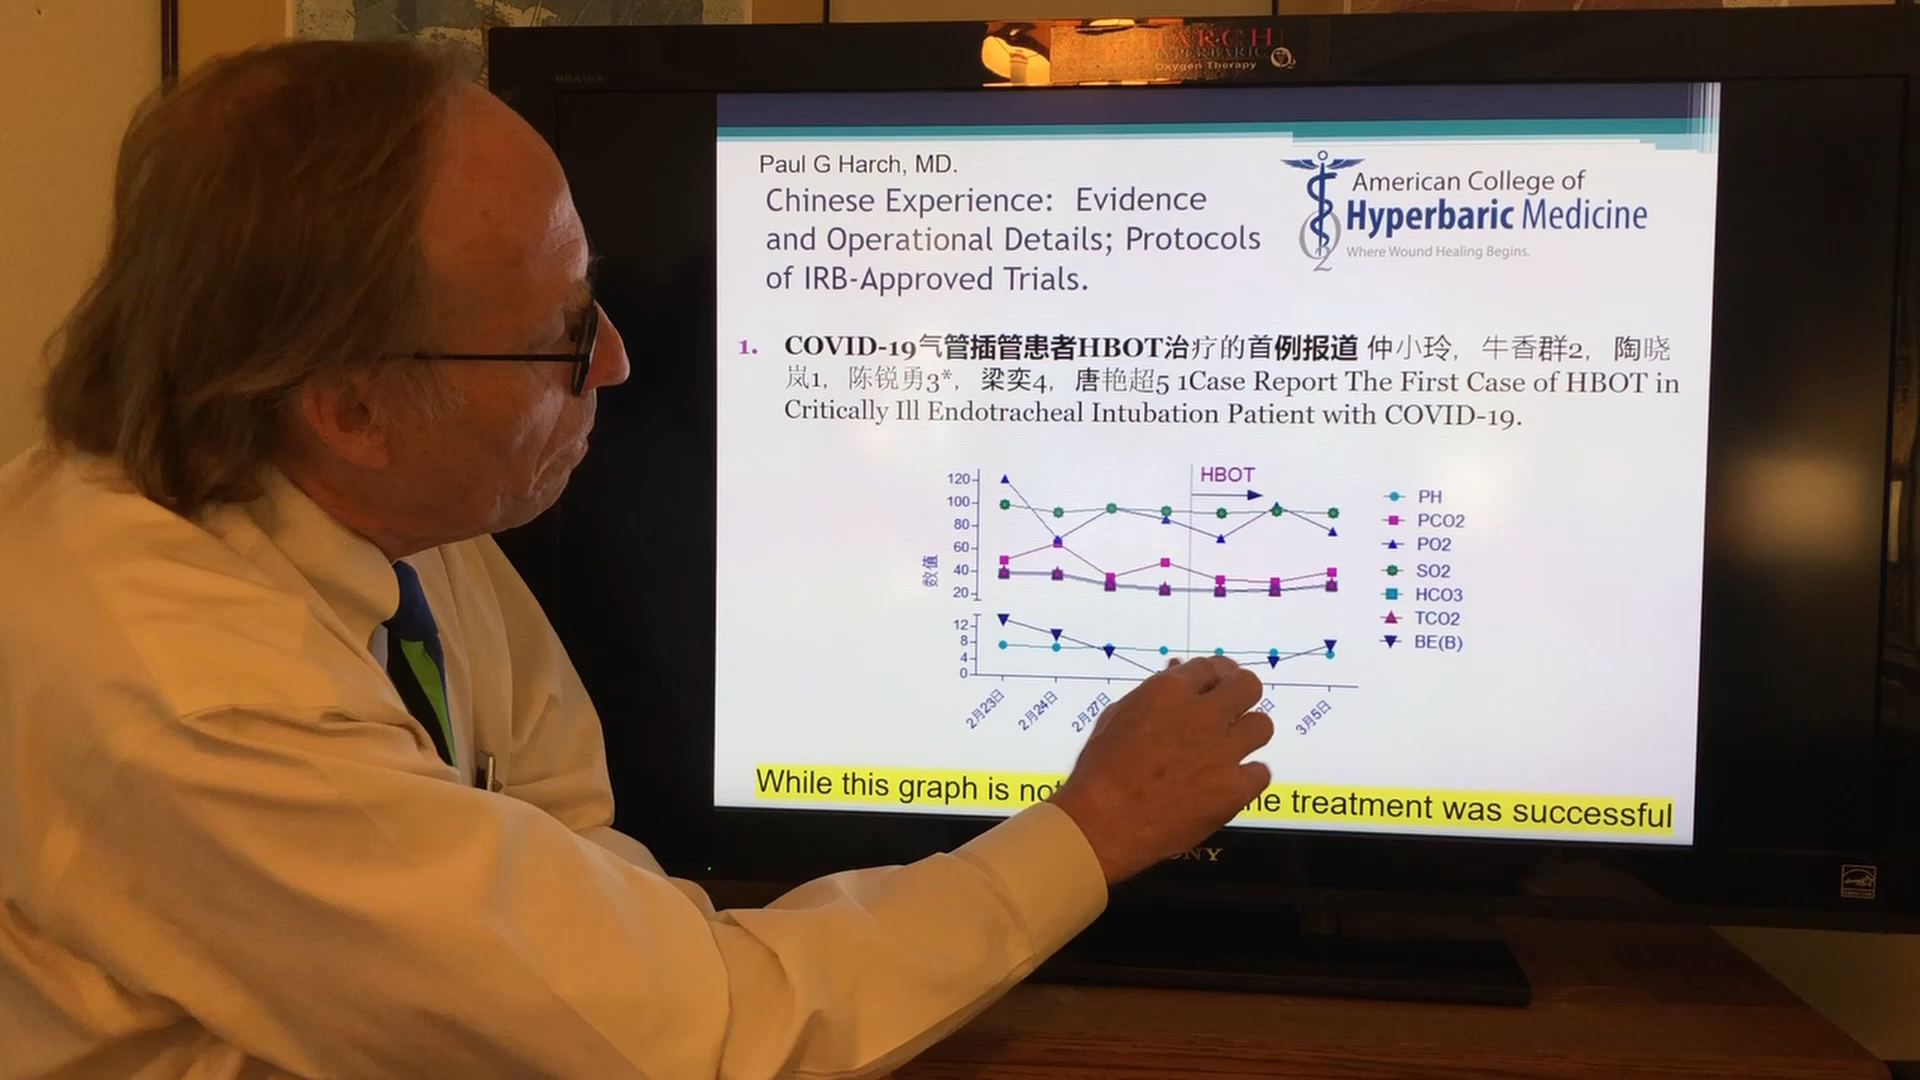 BRAVIA
ARCH
Oxygen Therapy
Paul G Harch, MD.
Chinese Experience: Evidence
and Operational Details; Protocols
of IRB-Approved Trials.
American College of
Hyperbaric Medicine
Where Wound Healing Begins.
O2
1. COVID-19气管插管患者HBOT治疗的首例报道 仲小玲, 牛香群2, 陶晓
岚1, 陈锐勇3*, 梁奕4, 唐艳超5 1Case Report The First Case of HBOT in
Critically Ill Endotracheal Intubation Patient with COVID-19.
HBOT
120
100
80
60
40
20
12
8
4
0
数值
2月23日
2月24日
2月27日
3月5日
PH
PCO2
PO2
SO2
HCO3
TCO2
BE(B)
While this graph is not treatment was successful